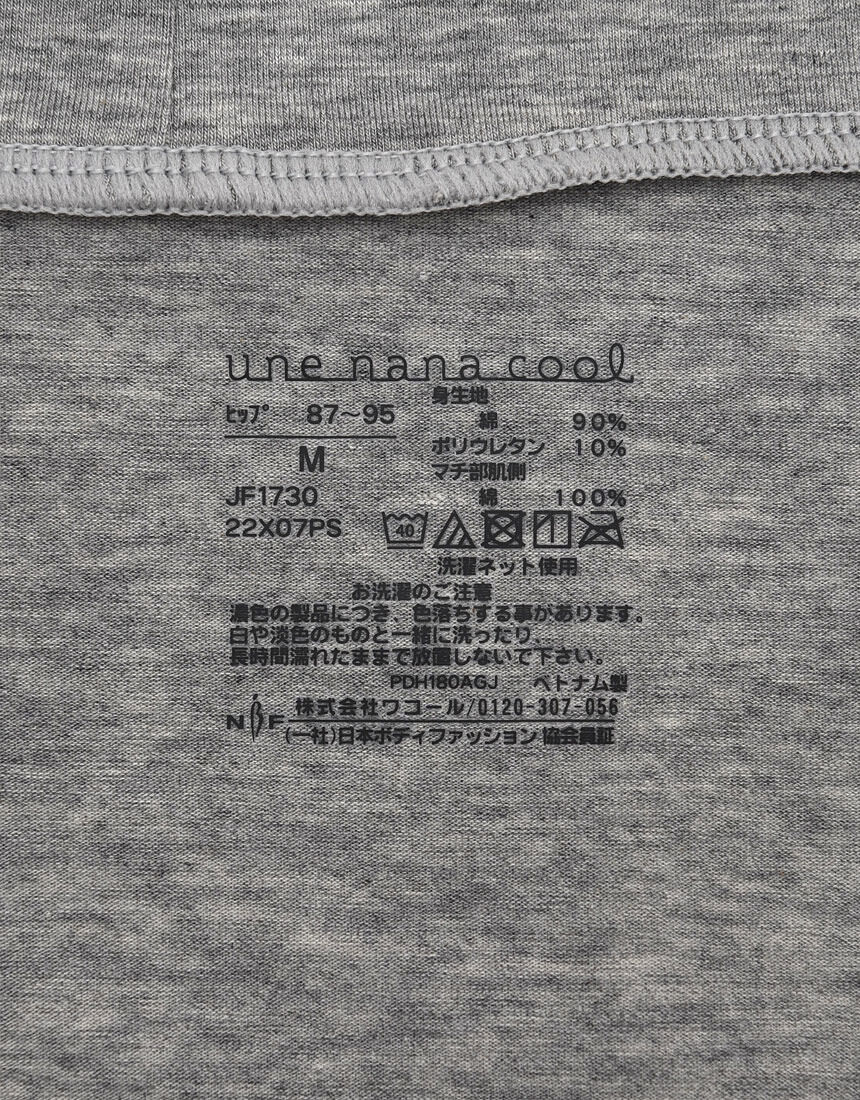 une nana cool
ﾋｯﾌﾟ 87～95
M
JF1730
22X07PS
身生地
綿 90%
ポリウレタン 10%
マチ部肌側
綿 100%
40
洗濯ネット使用
お洗濯のご注意
濃色の製品につき、色落ちする事があります。
白や淡色のものと一緒に洗ったり、
長時間濡れたままで放置しないで下さい。
PDH180AGJ ベトナム製
NBF 株式会社ワコール/0120-307-056
(一社)日本ボディファッション協会員証